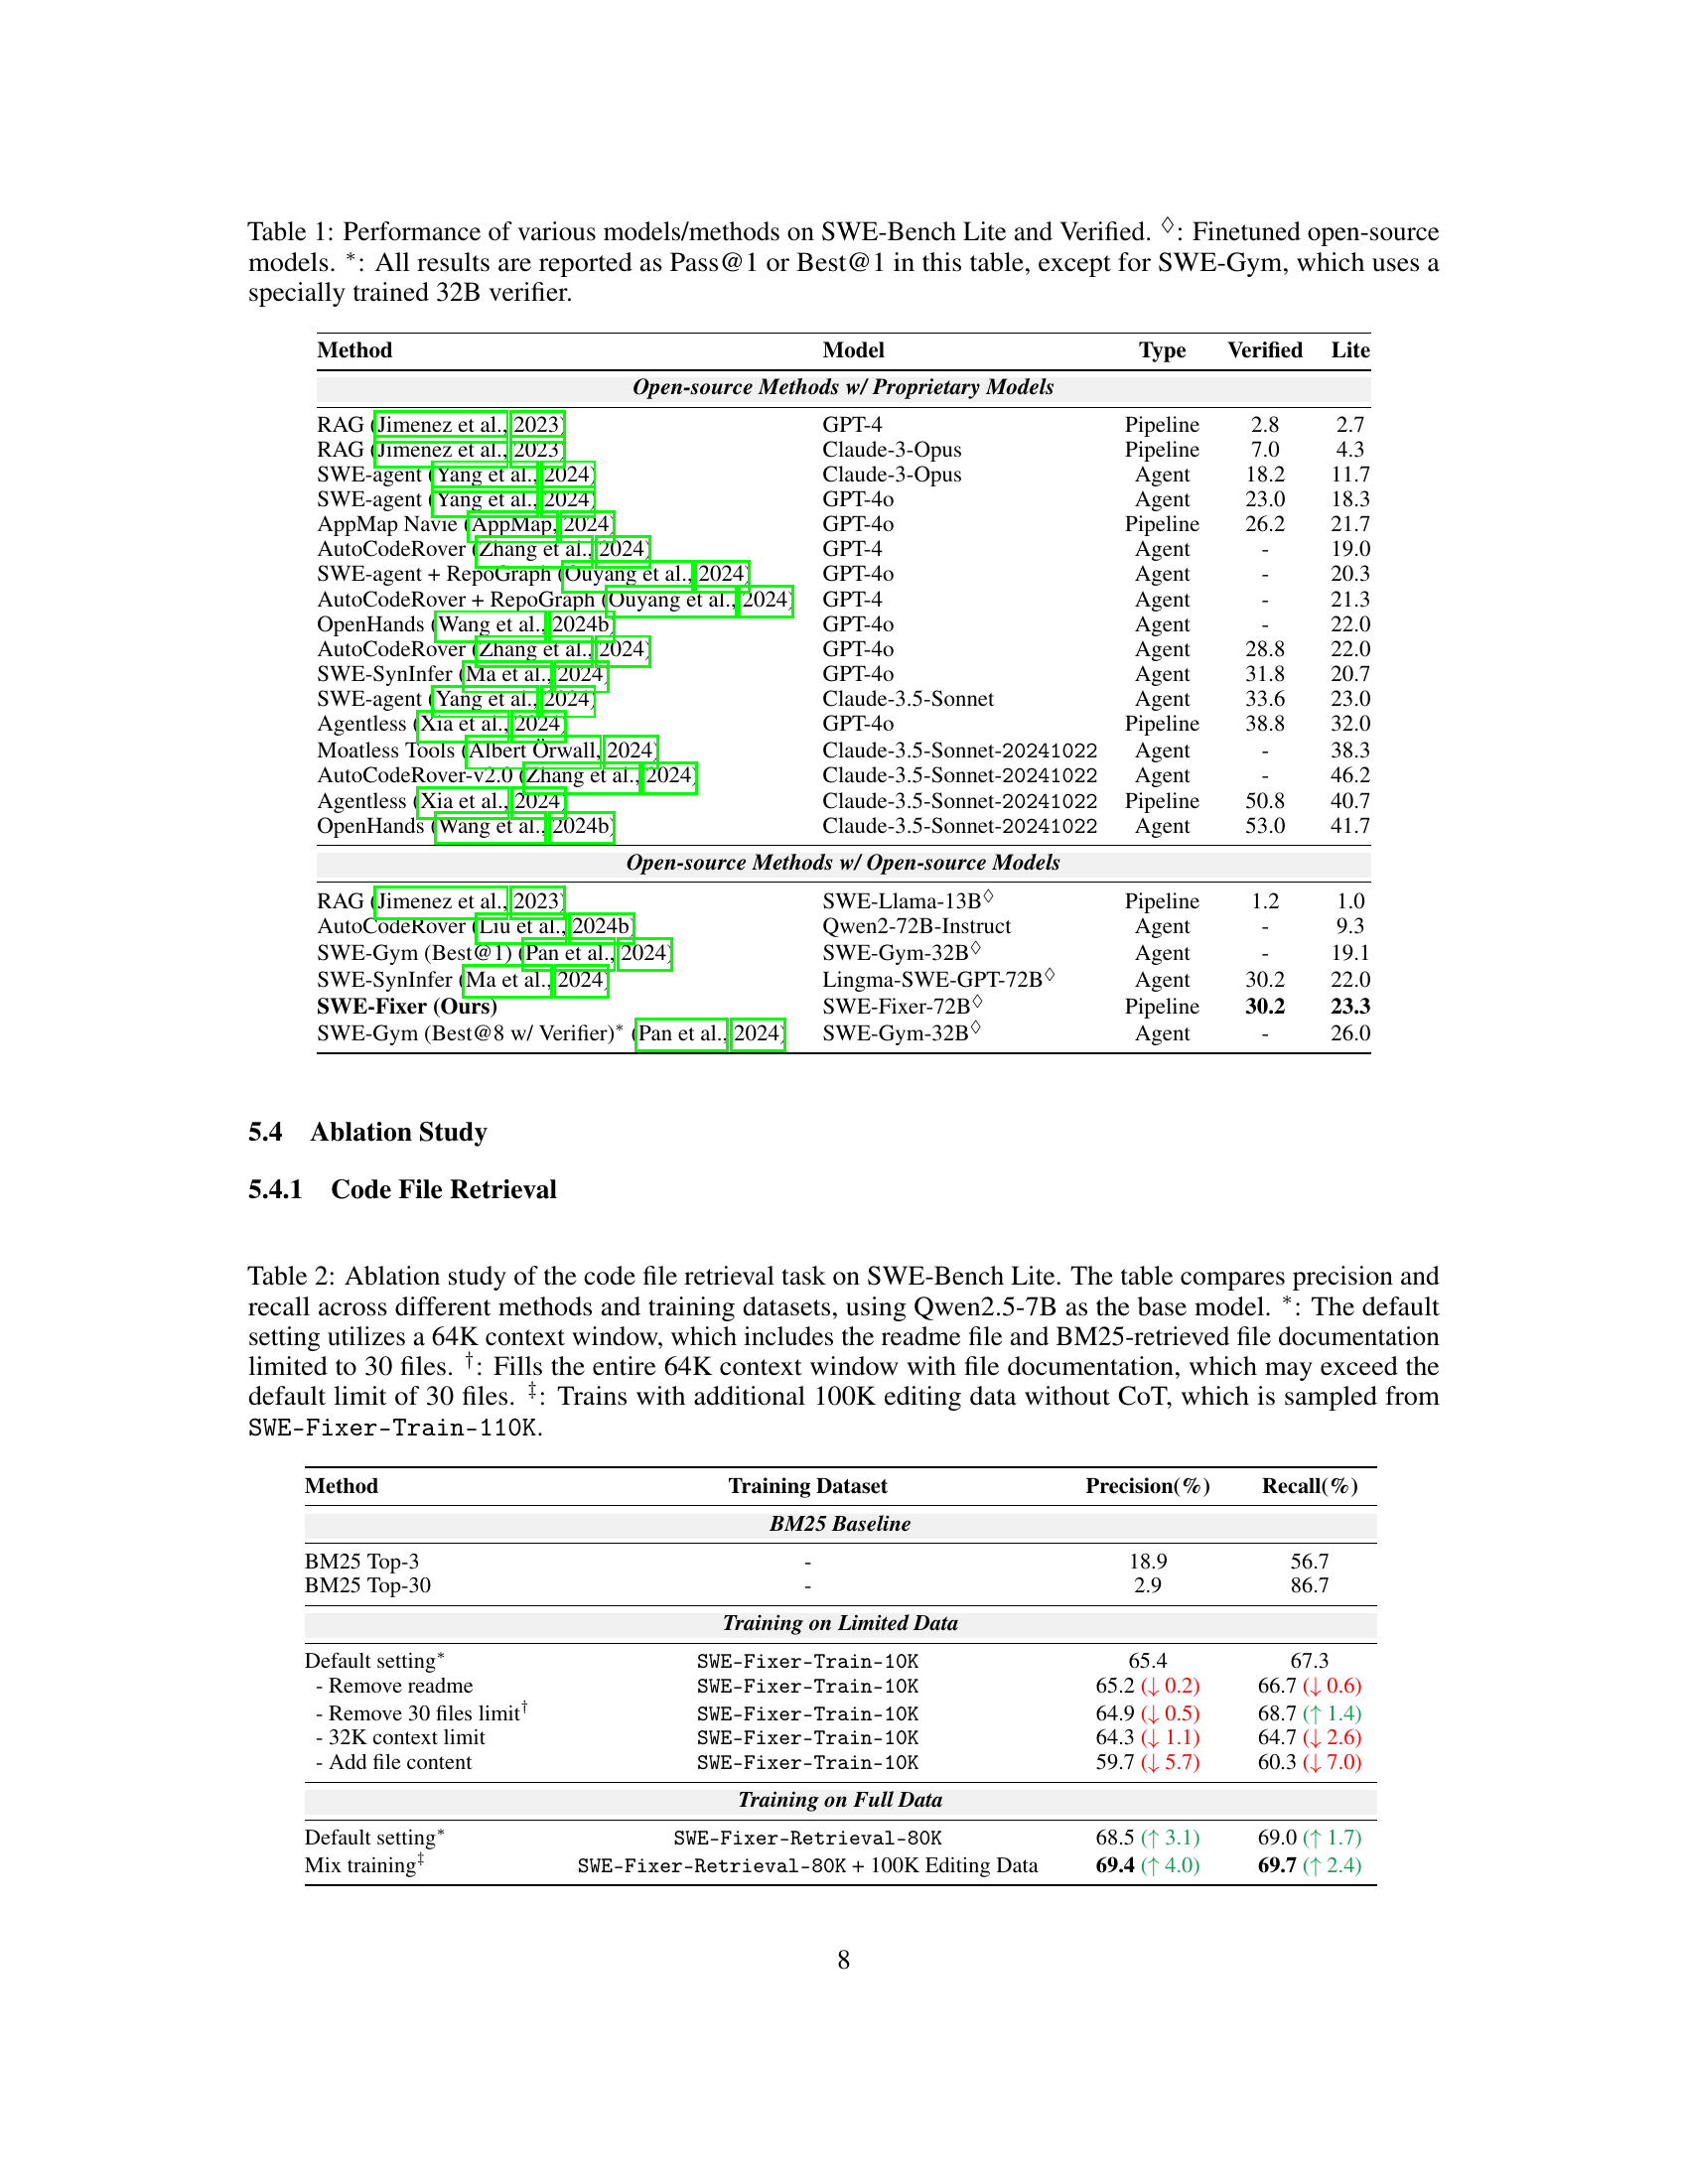 Table 1: Performance of various models/methods on SWE-Bench Lite and Verified. ♢: Finetuned open-source
models. *: All results are reported as Pass@1 or Best@1 in this table, except for SWE-Gym, which uses a
specially trained 32B verifier.
Method Model Type Verified Lite
Open-source Methods w/ Proprietary Models
RAG (Jimenez et al., 2023) GPT-4 Pipeline 2.8 2.7
RAG (Jimenez et al., 2023) Claude-3-Opus Pipeline 7.0 4.3
SWE-agent (Yang et al., 2024) Claude-3-Opus Agent 18.2 11.7
SWE-agent (Yang et al., 2024) GPT-4o Agent 23.0 18.3
AppMap Navie (AppMap, 2024) GPT-4o Pipeline 26.2 21.7
AutoCodeRover (Zhang et al., 2024) GPT-4 Agent - 19.0
SWE-agent + RepoGraph (Ouyang et al., 2024) GPT-4o Agent - 20.3
AutoCodeRover + RepoGraph (Ouyang et al., 2024) GPT-4 Agent - 21.3
OpenHands (Wang et al., 2024b) GPT-4o Agent - 22.0
AutoCodeRover (Zhang et al., 2024) GPT-4o Agent 28.8 22.0
SWE-SynInfer (Ma et al., 2024) GPT-4o Agent 31.8 20.7
SWE-agent (Yang et al., 2024) Claude-3.5-Sonnet Agent 33.6 23.0
Agentless (Xia et al., 2024) GPT-4o Pipeline 38.8 32.0
Moatless Tools (Albert Örwall, 2024) Claude-3.5-Sonnet-20241022 Agent - 38.3
AutoCodeRover-v2.0 (Zhang et al., 2024) Claude-3.5-Sonnet-20241022 Agent - 46.2
Agentless (Xia et al., 2024) Claude-3.5-Sonnet-20241022 Pipeline 50.8 40.7
OpenHands (Wang et al., 2024b) Claude-3.5-Sonnet-20241022 Agent 53.0 41.7
Open-source Methods w/ Open-source Models
RAG (Jimenez et al., 2023) SWE-Llama-13B♢ Pipeline 1.2 1.0
AutoCodeRover (Liu et al., 2024b) Qwen2-72B-Instruct Agent - 9.3
SWE-Gym (Best@1) (Pan et al., 2024) SWE-Gym-32B♢ Agent - 19.1
SWE-SynInfer (Ma et al., 2024) Lingma-SWE-GPT-72B♢ Agent 30.2 22.0
SWE-Fixer (Ours) SWE-Fixer-72B♢ Pipeline 30.2 23.3
SWE-Gym (Best@8 w/ Verifier)* (Pan et al., 2024) SWE-Gym-32B♢ Agent - 26.0
5.4 Ablation Study
5.4.1 Code File Retrieval
Table 2: Ablation study of the code file retrieval task on SWE-Bench Lite. The table compares precision and
recall across different methods and training datasets, using Qwen2.5-7B as the base model. *: The default
setting utilizes a 64K context window, which includes the readme file and BM25-retrieved file documentation
limited to 30 files. †: Fills the entire 64K context window with file documentation, which may exceed the
default limit of 30 files. ‡: Trains with additional 100K editing data without CoT, which is sampled from
SWE-Fixer-Train-110K.
Method Training Dataset Precision(%) Recall(%)
BM25 Baseline
BM25 Top-3 - 18.9 56.7
BM25 Top-30 - 2.9 86.7
Training on Limited Data
Default setting* SWE-Fixer-Train-10K 65.4 67.3
- Remove readme SWE-Fixer-Train-10K 65.2 (↓ 0.2) 66.7 (↓ 0.6)
- Remove 30 files limit† SWE-Fixer-Train-10K 64.9 (↓ 0.5) 68.7 (↑ 1.4)
- 32K context limit SWE-Fixer-Train-10K 64.3 (↓ 1.1) 64.7 (↓ 2.6)
- Add file content SWE-Fixer-Train-10K 59.7 (↓ 5.7) 60.3 (↓ 7.0)
Training on Full Data
Default setting* SWE-Fixer-Retrieval-80K 68.5 (↑ 3.1) 69.0 (↑ 1.7)
Mix training‡ SWE-Fixer-Retrieval-80K + 100K Editing Data 69.4 (↑ 4.0) 69.7 (↑ 2.4)
8